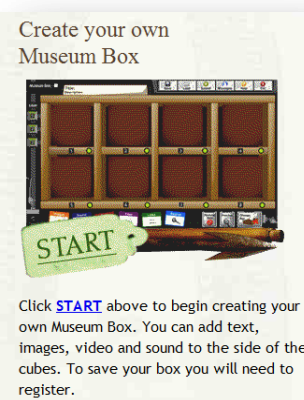 Create your own
Museum Box
START
Click START above to begin creating your
own Museum Box. You can add text,
images, video and sound to the side of the
cubes. To save your box you will need to
register.